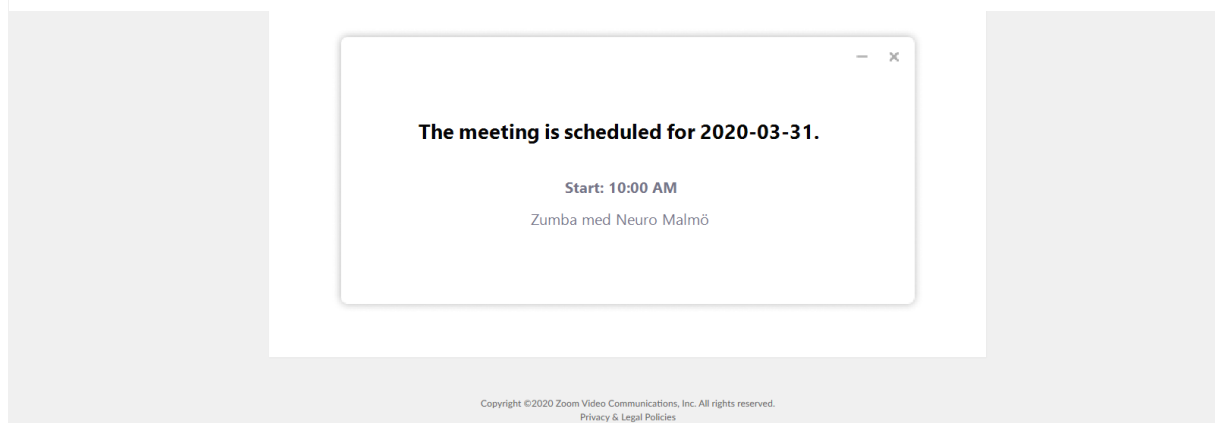 The meeting is scheduled for 2020-03-31.
Start: 10:00 AM
Zumba med Neuro Malmö
Copyright ©2020 Zoom Video Communications, Inc. All rights reserved.
Privacy & Legal Policies